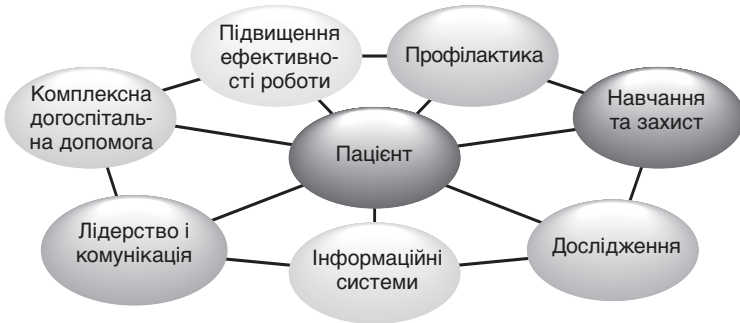 Підвищення
ефективно-
сті роботи
Профілактика
Комплексна
догоспіталь-
на допомога
Навчання
та захист
Пацієнт
Лідерство і
комунікація
Інформаційні
системи
Дослідження